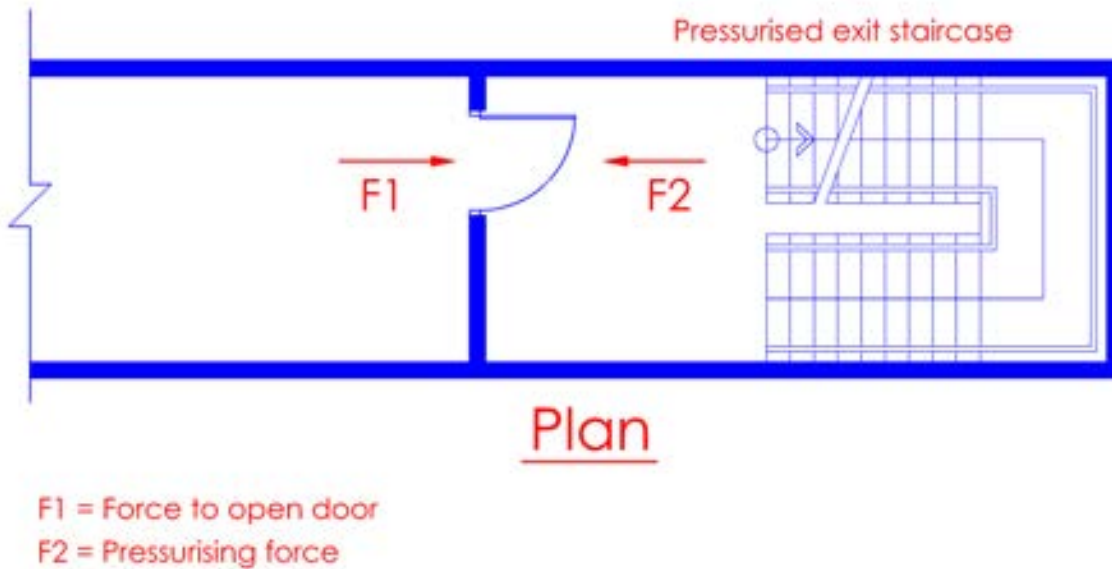 Pressurised exit staircase
F1
F2
Plan
F1 = Force to open door
F2 = Pressurising force